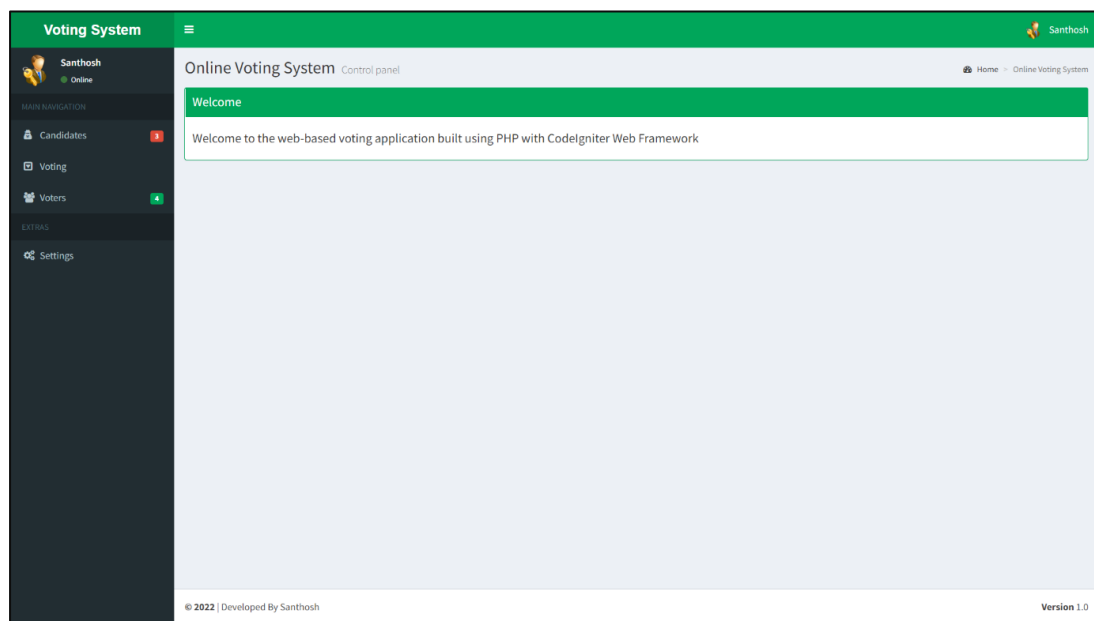 Voting System
Santhosh
Santhosh
Online
Online Voting System Control panel
Home > Online Voting System
MAIN NAVIGATION
Welcome
Candidates 3
Welcome to the web-based voting application built using PHP with CodeIgniter Web Framework
Voting
Voters 4
EXTRAS
Settings
© 2022 | Developed By Santhosh
Version 1.0